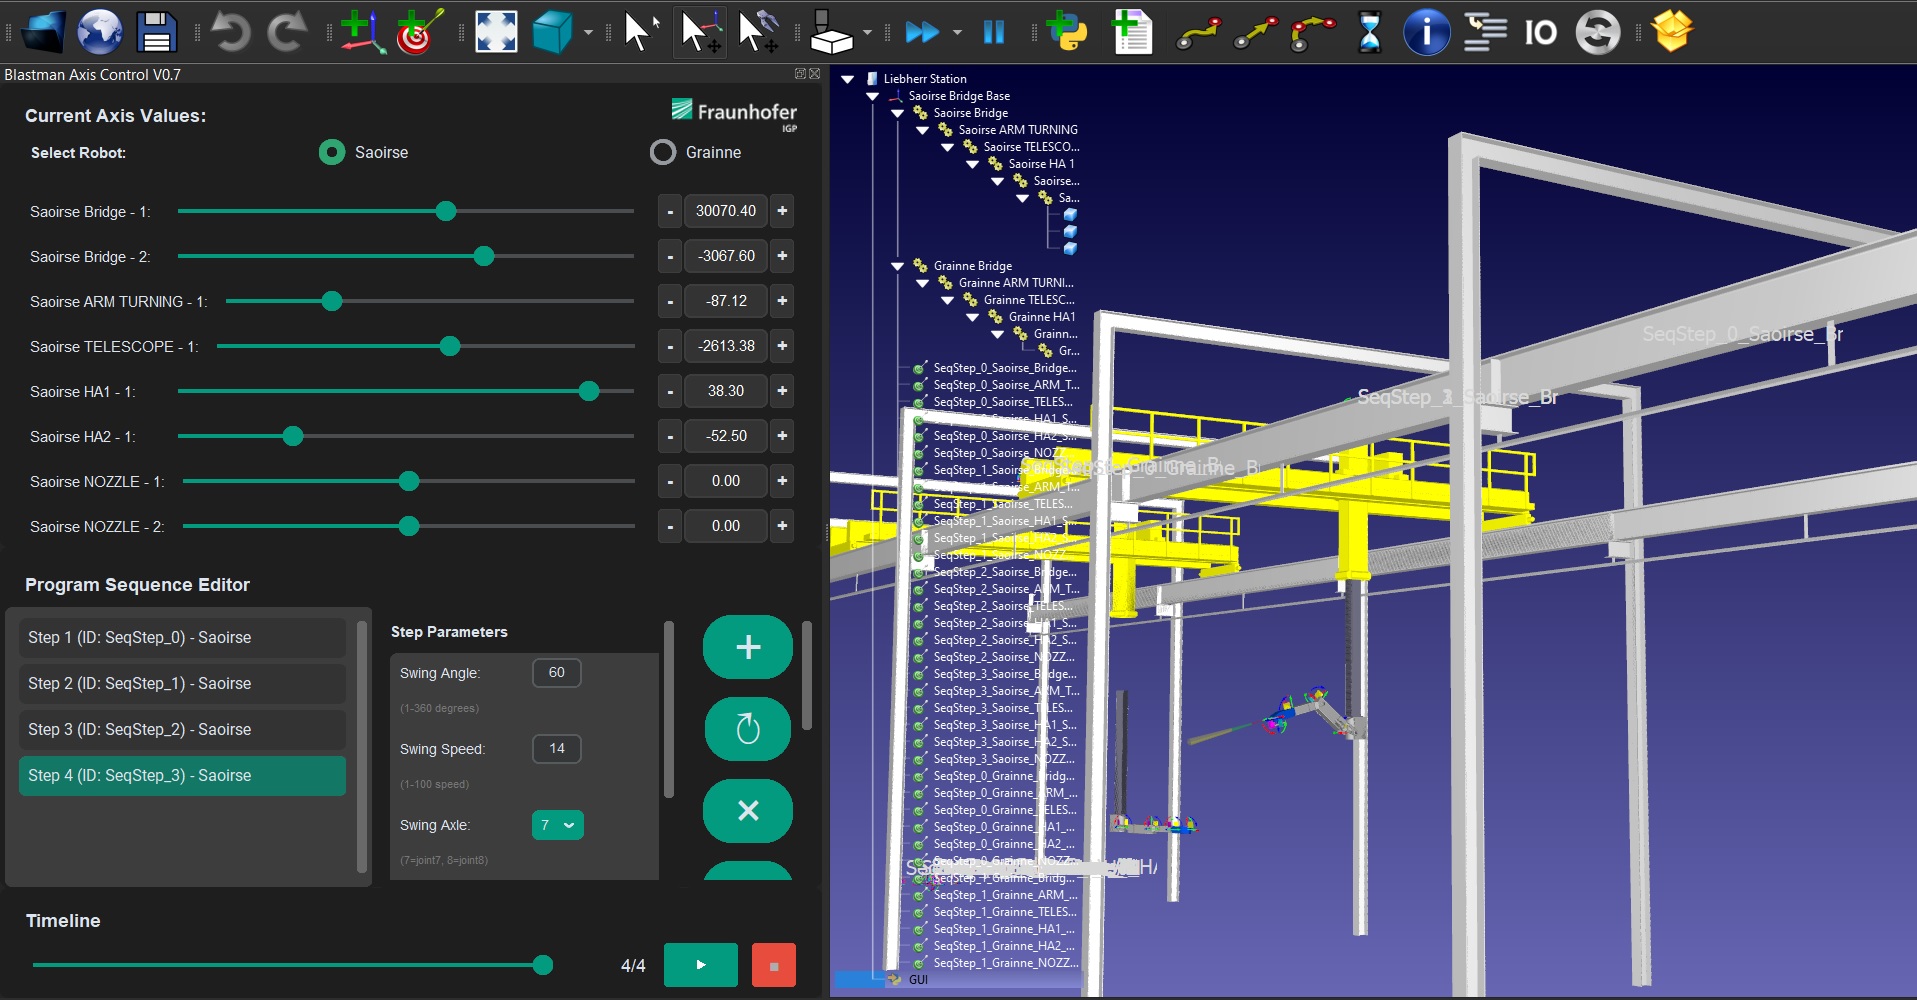 IO
Blastman Axis Control V0.7
Current Axis Values:
Fraunhofer
IGP
Select Robot:
Saoirse
Grainne
Saoirse Bridge - 1:
-
30070.40
+
Saoirse Bridge - 2:
-
-3067.60
+
Saoirse ARM TURNING - 1:
-
-87.12
+
Saoirse TELESCOPE - 1:
-
-2613.38
+
Saoirse HA1 - 1:
-
38.30
+
Saoirse HA2 - 1:
-
-52.50
+
Saoirse NOZZLE - 1:
-
0.00
+
Saoirse NOZZLE - 2:
-
0.00
+
Program Sequence Editor
Step 1 (ID: SeqStep_0) - Saoirse
Step 2 (ID: SeqStep_1) - Saoirse
Step 3 (ID: SeqStep_2) - Saoirse
Step 4 (ID: SeqStep_3) - Saoirse
Step Parameters
Swing Angle:
60
(1-360 degrees)
Swing Speed:
14
(1-100 speed)
Swing Axle:
7
(7=joint7, 8=joint8)
Timeline
4/4
Liebherr Station
Saoirse Bridge Base
Saoirse Bridge
Saoirse ARM TURNING
Saoirse TELESCO...
Saoirse HA 1
Saoirse...
Sa...
Grainne Bridge
Grainne ARM TURNI...
Grainne TELESC...
Grainne HA1
Grainn...
Gr...
SeqStep_0_Saoirse_Bridge...
SeqStep_0_Saoirse_ARM_T...
SeqStep_0_Saoirse_TELES...
SeqStep_0_Saoirse_HA1_S...
SeqStep_0_Saoirse_HA2_S...
SeqStep_0_Saoirse_NOZZ...
SeqStep_1_Saoirse_Bridge...
SeqStep_1_Saoirse_ARM_T...
SeqStep_1_Saoirse_TELES...
SeqStep_1_Saoirse_HA1_S...
SeqStep_1_Saoirse_HA2_S...
SeqStep_1_Saoirse_NOZZ...
SeqStep_2_Saoirse_Bridge...
SeqStep_2_Saoirse_ARM_T...
SeqStep_2_Saoirse_TELES...
SeqStep_2_Saoirse_HA1_S...
SeqStep_2_Saoirse_HA2_S...
SeqStep_2_Saoirse_NOZZ...
SeqStep_3_Saoirse_Bridge...
SeqStep_3_Saoirse_ARM_T...
SeqStep_3_Saoirse_TELES...
SeqStep_3_Saoirse_HA1_S...
SeqStep_3_Saoirse_HA2_S...
SeqStep_3_Saoirse_NOZZ...
SeqStep_0_Grainne_Bridg...
SeqStep_0_Grainne_ARM_...
SeqStep_0_Grainne_TELES...
SeqStep_0_Grainne_HA1_...
SeqStep_0_Grainne_HA2_...
SeqStep_0_Grainne_NOZZ...
SeqStep_1_Grainne_Bridg...
SeqStep_1_Grainne_ARM_...
SeqStep_1_Grainne_TELES...
SeqStep_1_Grainne_HA1_...
SeqStep_1_Grainne_HA2_...
SeqStep_1_Grainne_NOZZ...
GUI
SeqStep_0_Saoirse_Br